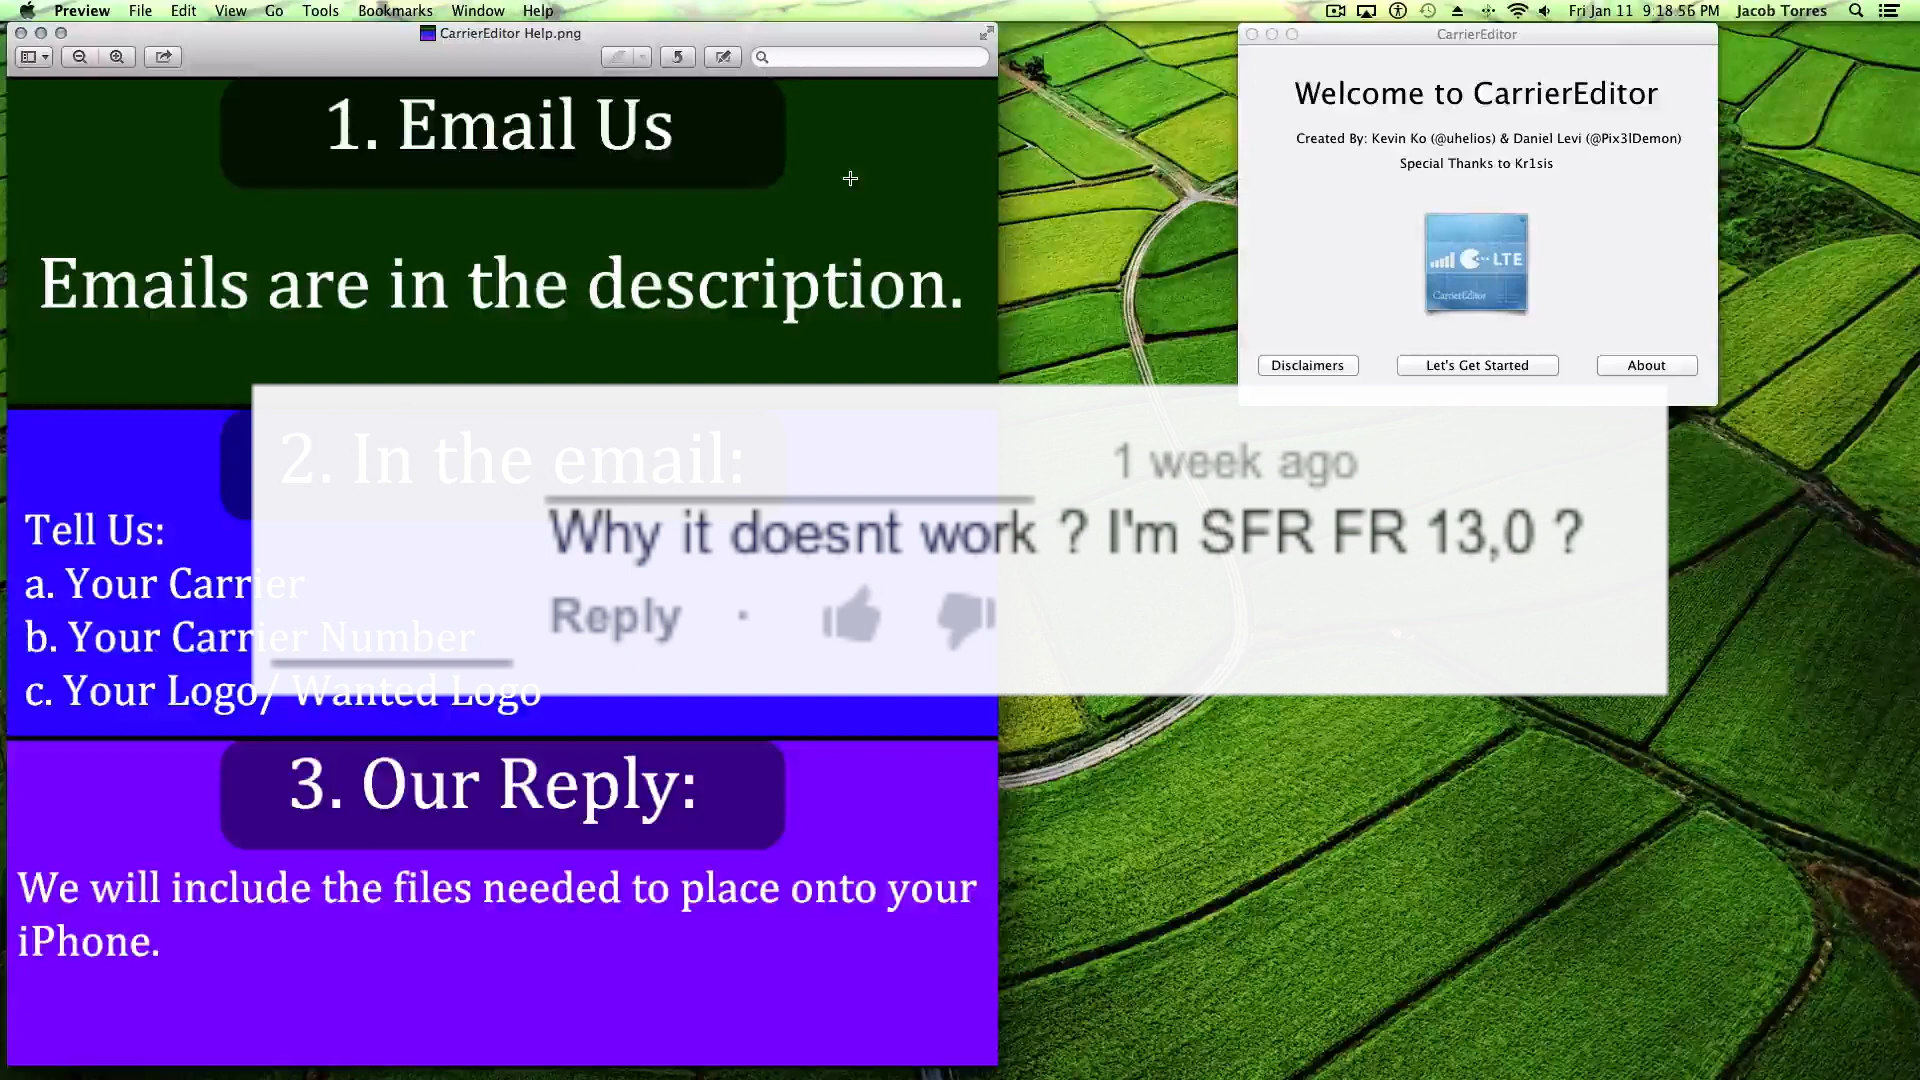 Preview File Edit View Go Tools Bookmarks Window Help
Fri Jan 11 9:18:56 PM Jacob Torres
CarrierEditor Help.png
1. Email Us
Emails are in the description.
2. In the email:
Tell Us:
a. Your Carrier
b. Your Carrier Number
c. Your Logo/ Wanted Logo
3. Our Reply:
We will include the files needed to place onto your
iPhone.
CarrierEditor
Welcome to CarrierEditor
Created By: Kevin Ko (@uhelios) & Daniel Levi (@Pix3lDemon)
Special Thanks to Kr1sis
LTE
CarrierEditor
Disclaimers Let's Get Started About
1 week ago
Why it doesnt work ? I'm SFR FR 13,0 ?
Reply ·